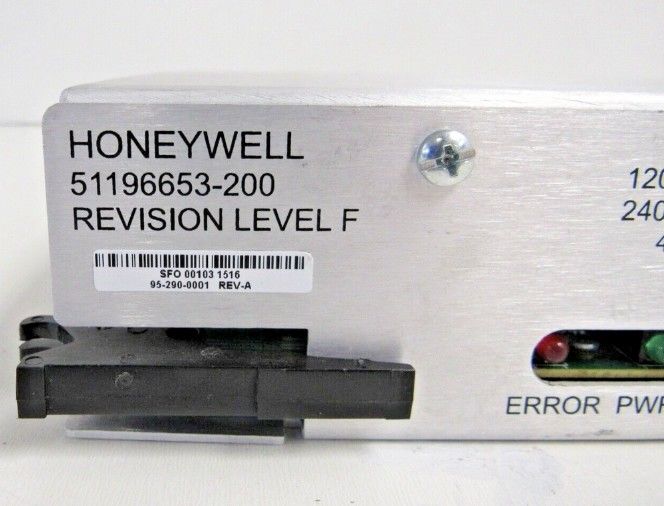 HONEYWELL
51196653-200
REVISION LEVEL F
SFO 00103 1516
95-290-0001 REV-A
120
240
4
ERROR PWR